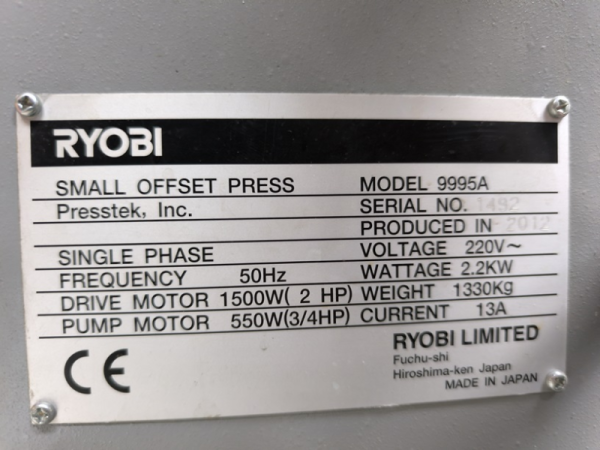 RYOBI
SMALL OFFSET PRESS MODEL 9995A
Presstek, Inc. SERIAL NO. 1492
PRODUCED IN 2012
SINGLE PHASE VOLTAGE 220V~
FREQUENCY 50Hz WATTAGE 2.2KW
DRIVE MOTOR 1500W( 2 HP) WEIGHT 1330Kg
PUMP MOTOR 550W(3/4HP) CURRENT 13A
CE
RYOBI LIMITED
Fuchu-shi
Hiroshima-ken Japan
MADE IN JAPAN